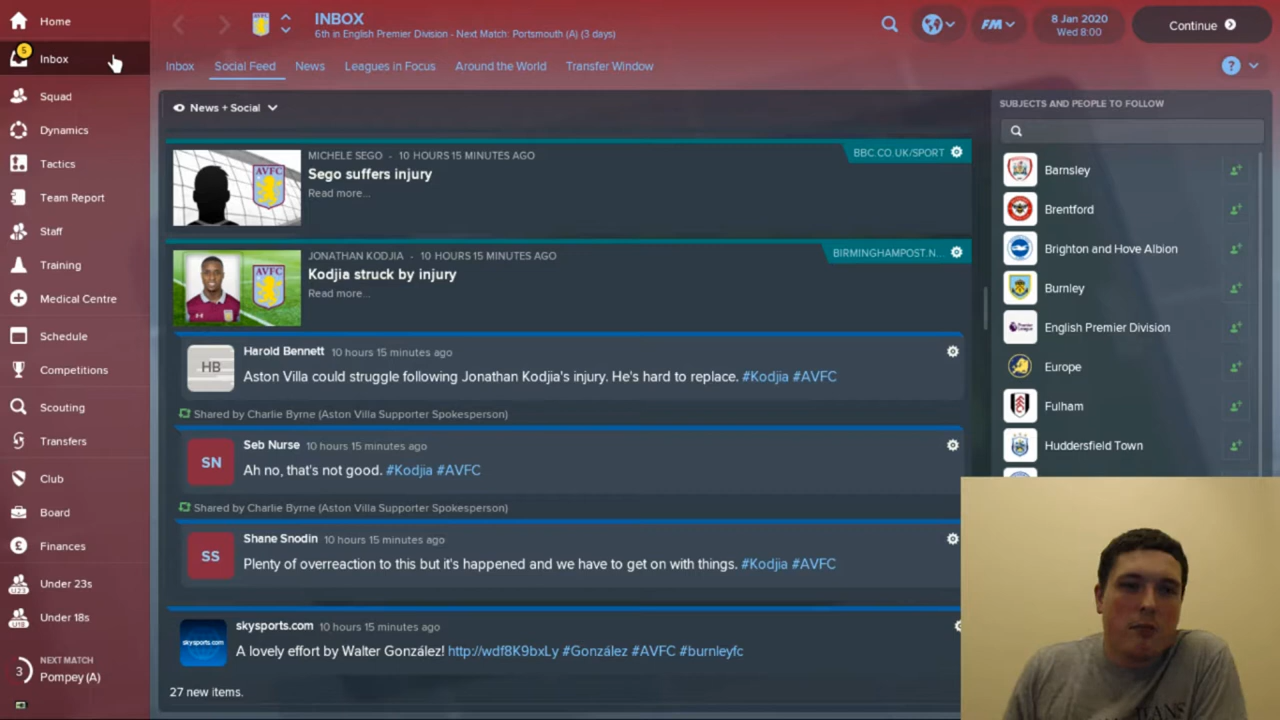 Home
INBOX
6th in English Premier Division - Next Match: Portsmouth (A) (3 days)
FM
8 Jan 2020
Wed 8:00
Continue
5
Inbox
Inbox
Social Feed
News
Leagues in Focus
Around the World
Transfer Window
?
Squad
Dynamics
Tactics
Team Report
Staff
Training
Medical Centre
Schedule
Competitions
Scouting
Transfers
Club
Board
Finances
Under 23s
Under 18s
NEXT MATCH
3
Pompey (A)
News + Social
MICHELE SEGO - 10 HOURS 15 MINUTES AGO
BBC.CO.UK/SPORT
Sego suffers injury
Read more...
AVFC
JONATHAN KODJIA - 10 HOURS 15 MINUTES AGO
BIRMINGHAMPOST.N...
Kodjia struck by injury
Read more...
AVFC
HB
Harold Bennett 10 hours 15 minutes ago
Aston Villa could struggle following Jonathan Kodjia's injury. He's hard to replace. #Kodjia #AVFC
Shared by Charlie Byrne (Aston Villa Supporter Spokesperson)
SN
Seb Nurse 10 hours 15 minutes ago
Ah no, that's not good. #Kodjia #AVFC
Shared by Charlie Byrne (Aston Villa Supporter Spokesperson)
SS
Shane Snodin 10 hours 15 minutes ago
Plenty of overreaction to this but it's happened and we have to get on with things. #Kodjia #AVFC
skysports.com
skysports.com 10 hours 15 minutes ago
A lovely effort by Walter González! http://wdf8K9bxLy #González #AVFC #burnleyfc
27 new items.
SUBJECTS AND PEOPLE TO FOLLOW
Barnsley
Brentford
Brighton and Hove Albion
Burnley
English Premier Division
Europe
Fulham
Huddersfield Town